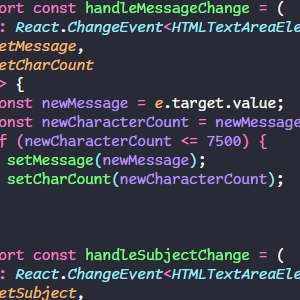 ort const handleMessageChange = (
: React.ChangeEvent<HTMLTextAreaEle
etMessage,
etCharCount
> {
onst newMessage = e.target.value;
onst newCharacterCount = newMessage
f (newCharacterCount <= 7500) {
setMessage(newMessage);
setCharCount(newCharacterCount);
ort const handleSubjectChange = (
: React.ChangeEvent<HTMLTextAreaEle
etSubject,